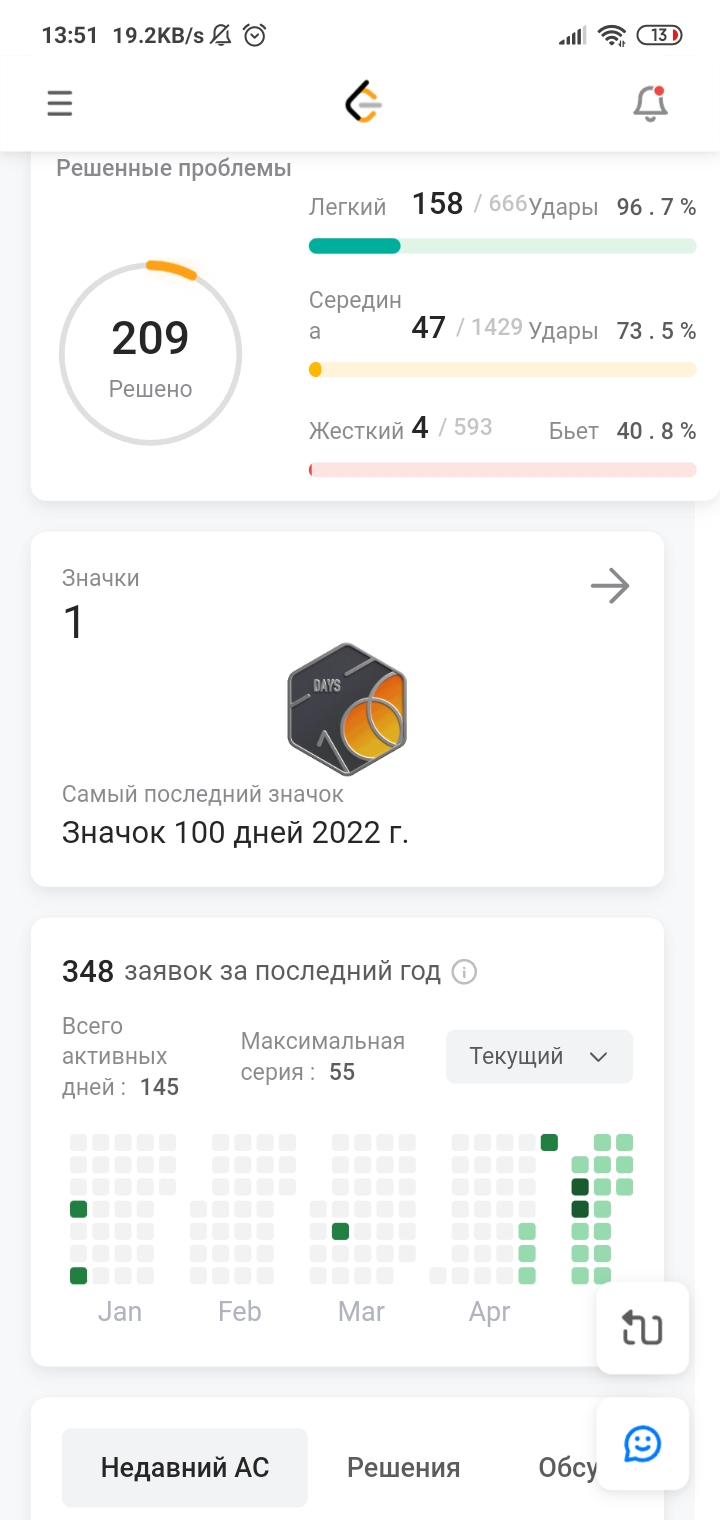 13:51 19.2KB/s 13
Решенные проблемы
Легкий 158 / 666 Удары 96 . 7 %
Середин
а 47 / 1429 Удары 73 . 5 %
209
Решено
Жесткий 4 / 593 Бьет 40 . 8 %
Значки
1
DAYS
100
Самый последний значок
Значок 100 дней 2022 г.
348 заявок за последний год
Всего
активных
дней : 145
Максимальная
серия : 55
Текущий
Jan Feb Mar Apr
Недавний AC Решения Обсу